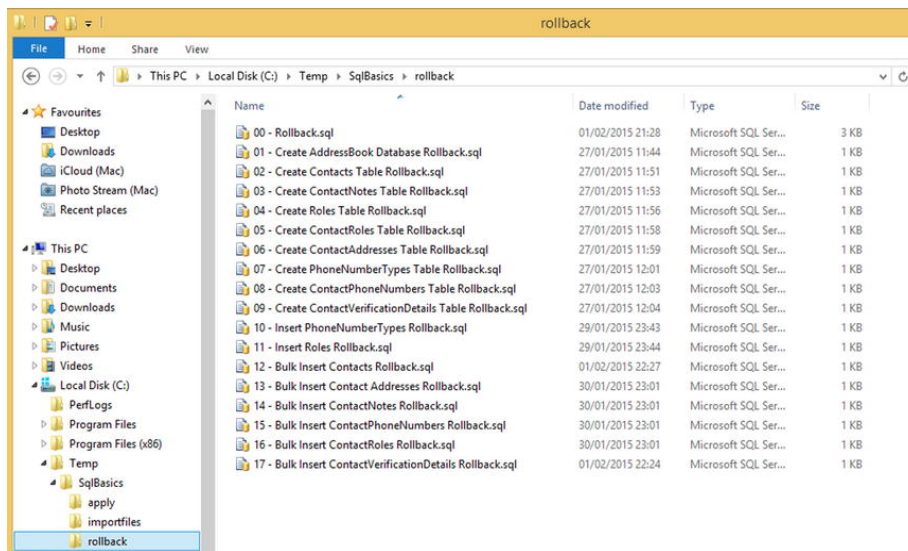 rollback
File Home Share View
This PC Local Disk (C:) Temp SqlBasics rollback
Favourites
Desktop
Downloads
iCloud (Mac)
Photo Stream (Mac)
Recent places
This PC
Desktop
Documents
Downloads
Music
Pictures
Videos
Local Disk (C:)
PerfLogs
Program Files
Program Files (x86)
Temp
SqlBasics
apply
importfiles
rollback
Name Date modified Type Size
00 - Rollback.sql 01/02/2015 21:28 Microsoft SQL Ser... 3 KB
01 - Create AddressBook Database Rollback.sql 27/01/2015 11:44 Microsoft SQL Ser... 1 KB
02 - Create Contacts Table Rollback.sql 27/01/2015 11:51 Microsoft SQL Ser... 1 KB
03 - Create ContactNotes Table Rollback.sql 27/01/2015 11:53 Microsoft SQL Ser... 1 KB
04 - Create Roles Table Rollback.sql 27/01/2015 11:56 Microsoft SQL Ser... 1 KB
05 - Create ContactRoles Table Rollback.sql 27/01/2015 11:58 Microsoft SQL Ser... 1 KB
06 - Create ContactAddresses Table Rollback.sql 27/01/2015 11:59 Microsoft SQL Ser... 1 KB
07 - Create PhoneNumberTypes Table Rollback.sql 27/01/2015 12:01 Microsoft SQL Ser... 1 KB
08 - Create ContactPhoneNumbers Table Rollback.sql 27/01/2015 12:03 Microsoft SQL Ser... 1 KB
09 - Create ContactVerificationDetails Table Rollback.sql 27/01/2015 12:04 Microsoft SQL Ser... 1 KB
10 - Insert PhoneNumberTypes Rollback.sql 29/01/2015 23:43 Microsoft SQL Ser... 1 KB
11 - Insert Roles Rollback.sql 29/01/2015 23:44 Microsoft SQL Ser... 1 KB
12 - Bulk Insert Contacts Rollback.sql 01/02/2015 22:27 Microsoft SQL Ser... 1 KB
13 - Bulk Insert Contact Addresses Rollback.sql 30/01/2015 23:01 Microsoft SQL Ser... 1 KB
14 - Bulk Insert ContactNotes Rollback.sql 30/01/2015 23:01 Microsoft SQL Ser... 1 KB
15 - Bulk Insert ContactPhoneNumbers Rollback.sql 30/01/2015 23:01 Microsoft SQL Ser... 1 KB
16 - Bulk Insert ContactRoles Rollback.sql 30/01/2015 23:01 Microsoft SQL Ser... 1 KB
17 - Bulk Insert ContactVerificationDetails Rollback.sql 01/02/2015 22:24 Microsoft SQL Ser... 1 KB